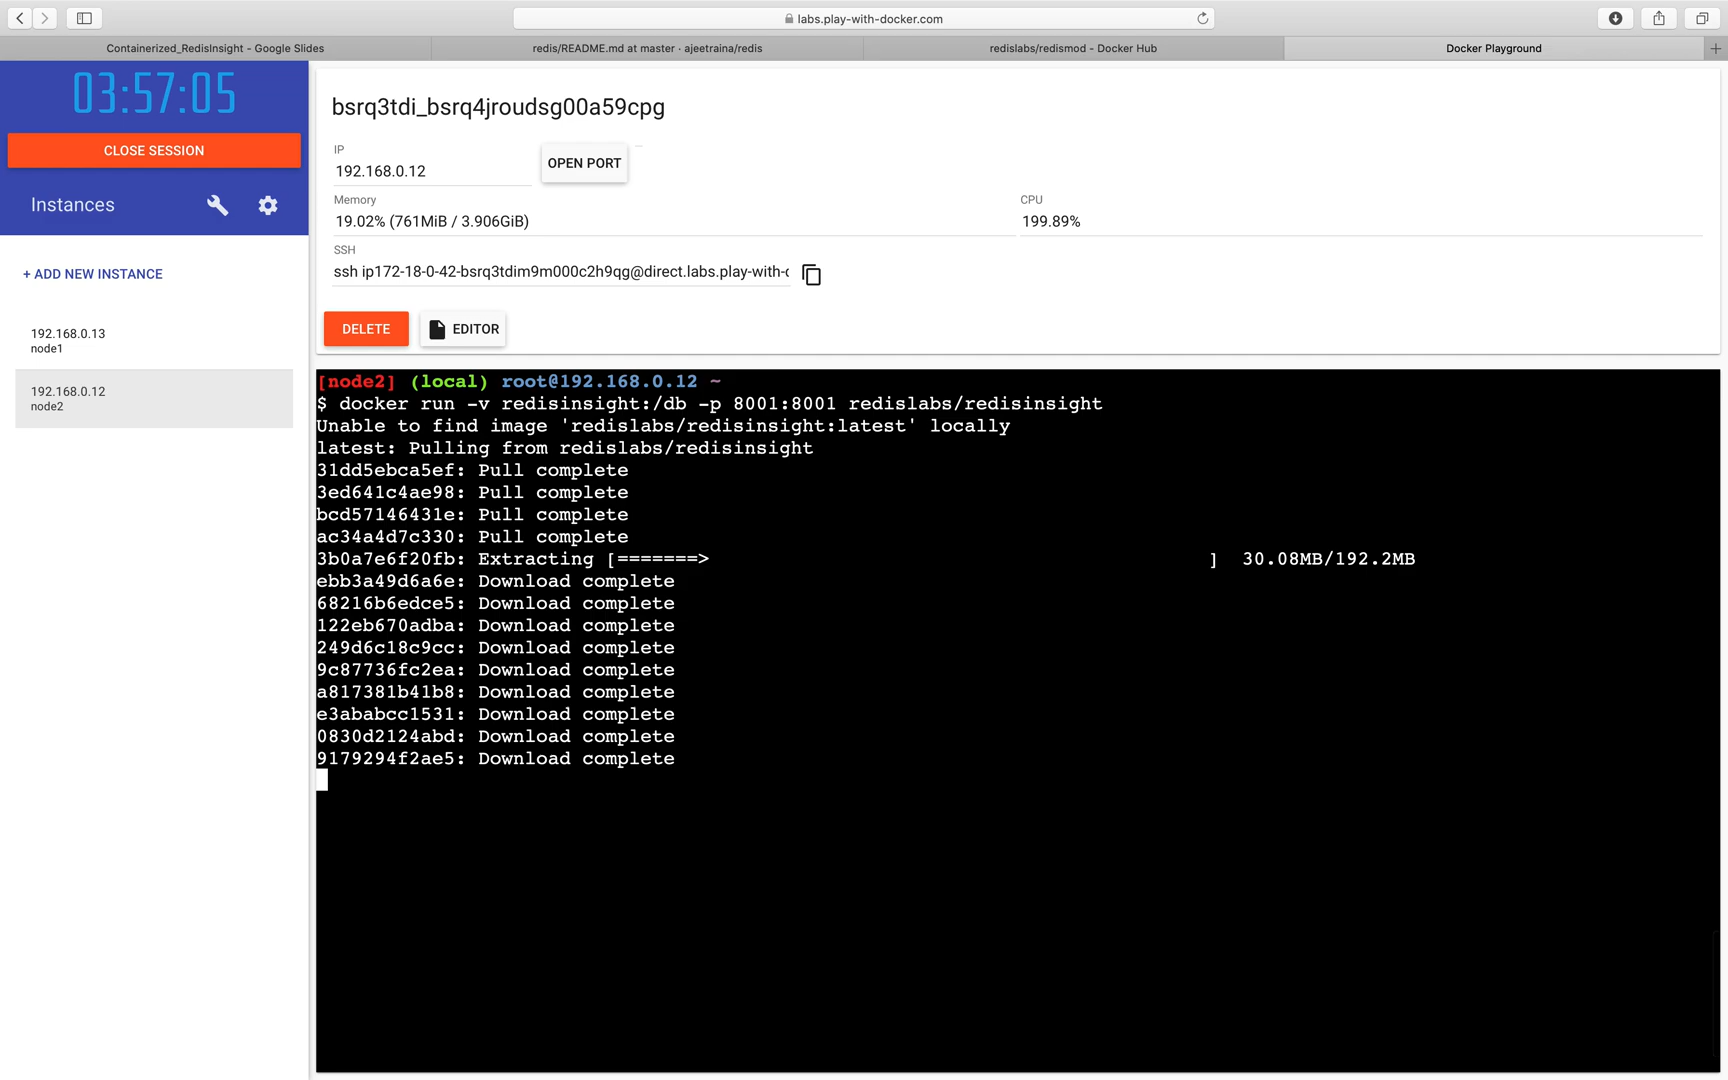 labs.play-with-docker.com
Containerized_RedisInsight - Google Slides
redis/README.md at master · ajeetraina/redis
redislabs/redismod - Docker Hub
Docker Playground
03:57:05
CLOSE SESSION
Instances
+ ADD NEW INSTANCE
192.168.0.13
node1
192.168.0.12
node2
bsrq3tdi_bsrq4jroudsg00a59cpg
IP
192.168.0.12
OPEN PORT
Memory
19.02% (761MiB / 3.906GiB)
CPU
199.89%
SSH
ssh ip172-18-0-42-bsrq3tdim9m000c2h9qg@direct.labs.play-with-
DELETE
EDITOR
[node2] (local) root@192.168.0.12 ~
$ docker run -v redisinsight:/db -p 8001:8001 redislabs/redisinsight
Unable to find image 'redislabs/redisinsight:latest' locally
latest: Pulling from redislabs/redisinsight
31dd5ebca5ef: Pull complete
3ed641c4ae98: Pull complete
bcd57146431e: Pull complete
ac34a4d7c330: Pull complete
3b0a7e6f20fb: Extracting [=======>                                           ]  30.08MB/192.2MB
ebb3a49d6a6e: Download complete
68216b6edce5: Download complete
122eb670adba: Download complete
249d6c18c9cc: Download complete
9c87736fc2ea: Download complete
a817381b41b8: Download complete
e3ababcc1531: Download complete
0830d2124abd: Download complete
9179294f2ae5: Download complete